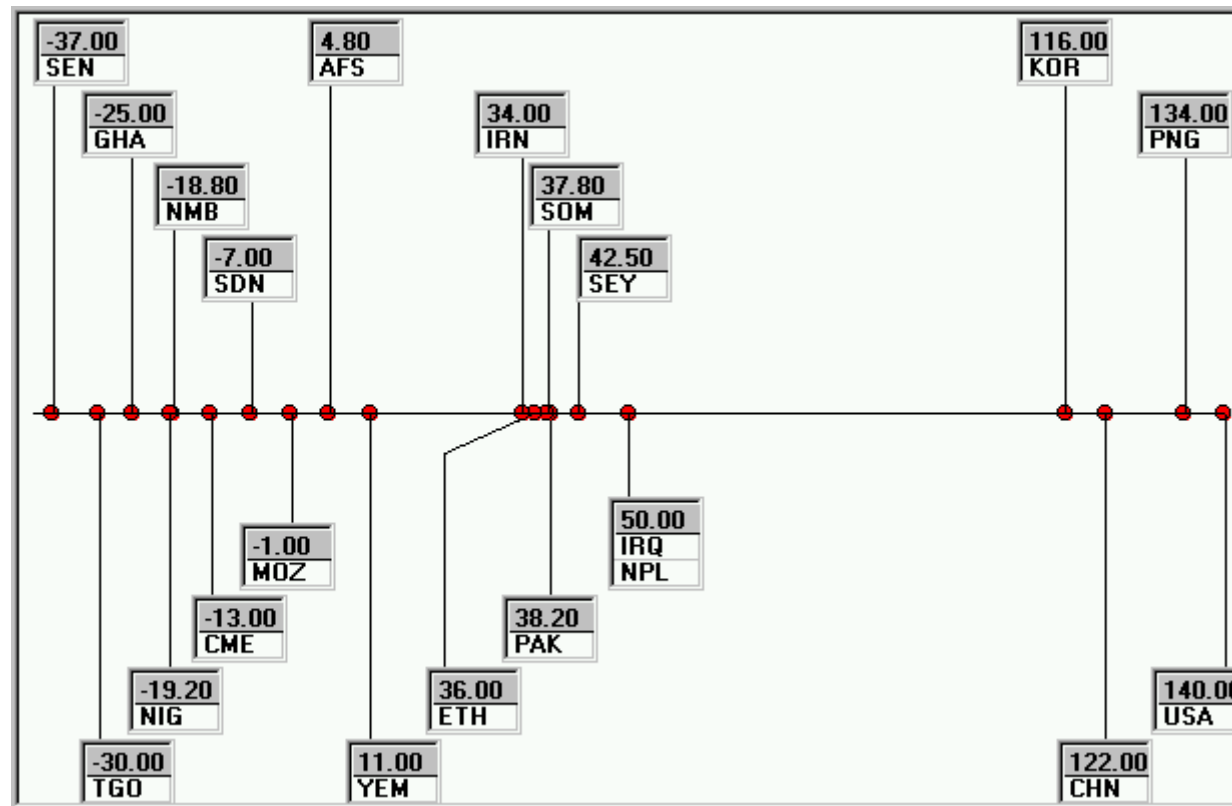 -37.00
SEN
4.80
AFS
116.00
KOR
-25.00
GHA
34.00
IRN
134.00
PNG
-18.80
NMB
37.80
SOM
-7.00
SDN
42.50
SEY
50.00
IRQ
NPL
-1.00
MOZ
-13.00
CME
38.20
PAK
-19.20
NIG
36.00
ETH
140.00
USA
-30.00
TGO
11.00
YEM
122.00
CHN